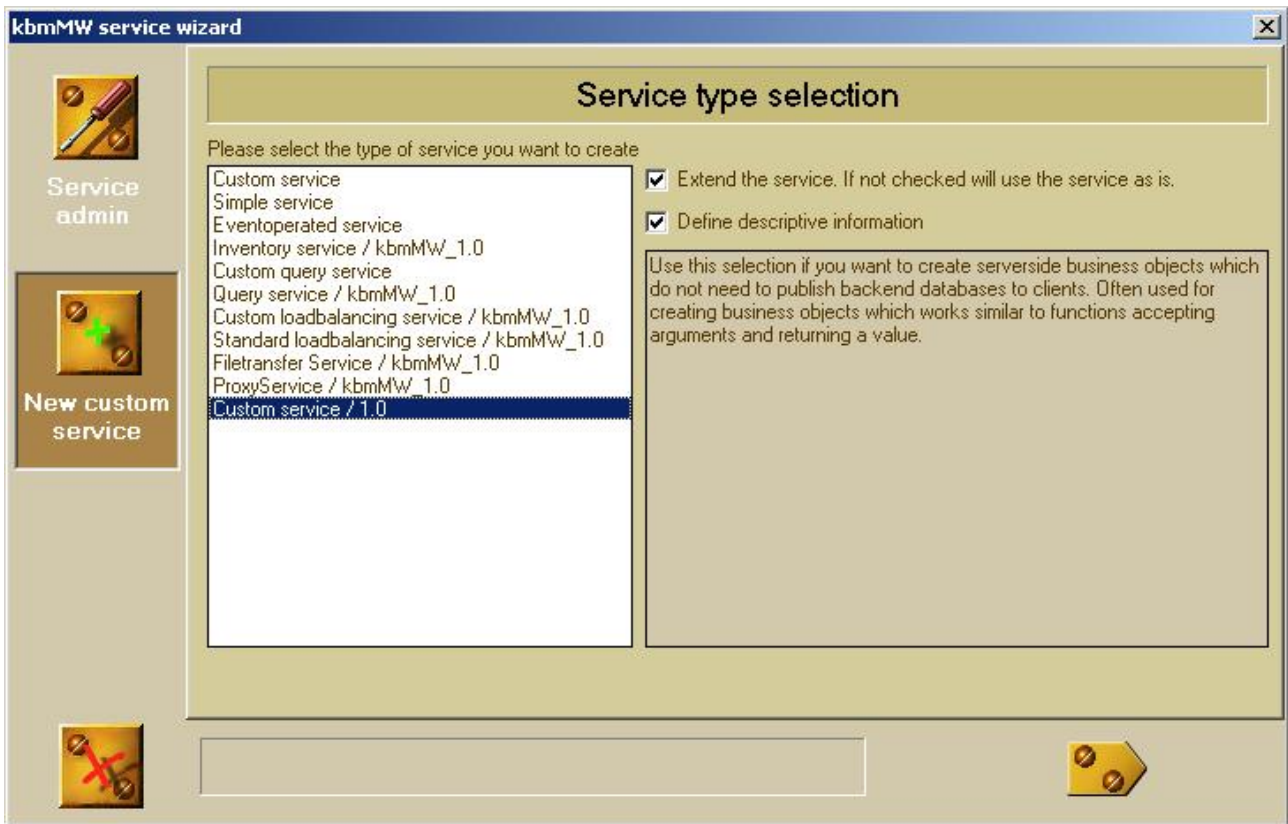 kbmMW service wizard
Service type selection
Service
admin
New custom
service
Please select the type of service you want to create
Custom service
Simple service
Eventoperated service
Inventory service / kbmMW_1.0
Custom query service
Query service / kbmMW_1.0
Custom loadbalancing service / kbmMW_1.0
Standard loadbalancing service / kbmMW_1.0
Filetransfer Service / kbmMW_1.0
ProxyService / kbmMW_1.0
Custom service / 1.0
Extend the service. If not checked will use the service as is.
Define descriptive information
Use this selection if you want to create serverside business objects which
do not need to publish backend databases to clients. Often used for
creating business objects which works similar to functions accepting
arguments and returning a value.